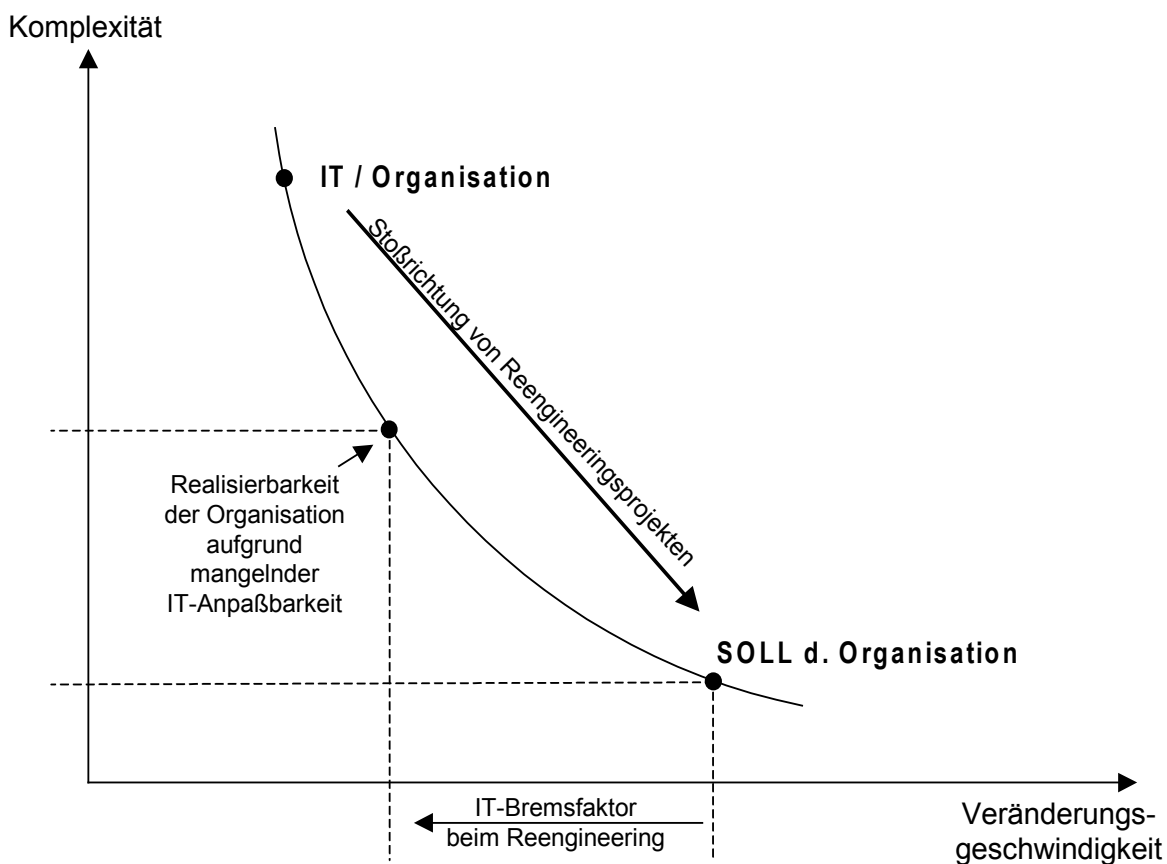 Komplexität
IT / Organisation
Stoßrichtung von Reengineeringsprojekten
Realisierbarkeit
der Organisation
aufgrund
mangelnder
IT-Anpaßbarkeit
SOLL d. Organisation
IT-Bremsfaktor
beim Reengineering
Veränderungs-
geschwindigkeit